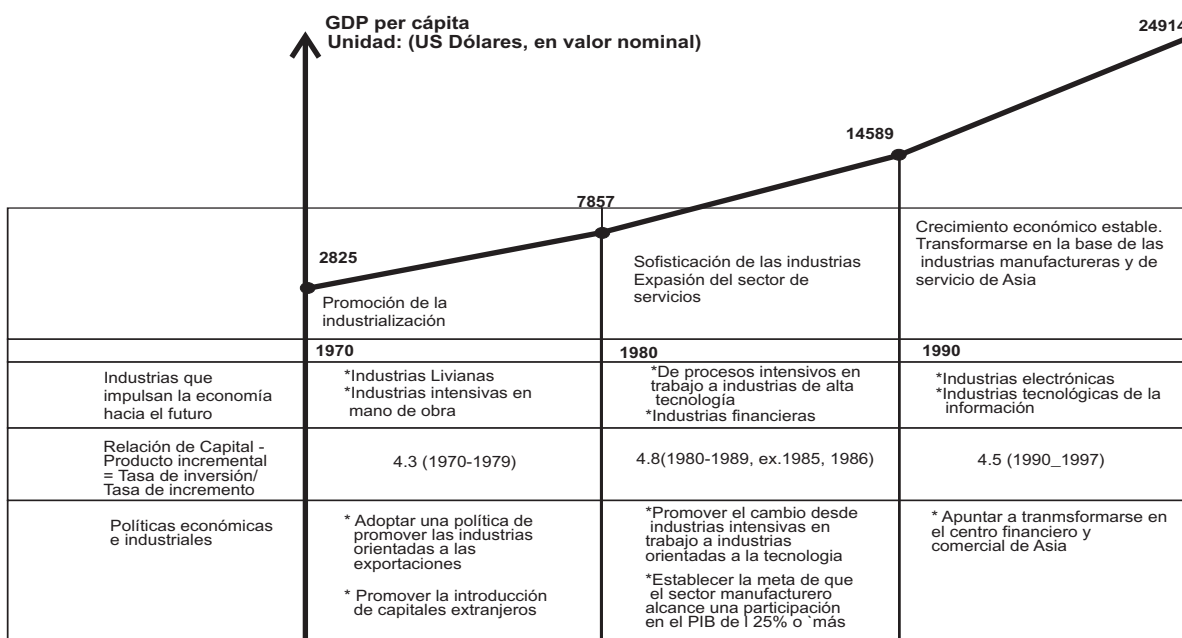 GDP per cápita
Unidad: (US Dólares, en valor nominal)
24914
14589
7857
2825
Promoción de la
industrialización
Sofisticación de las industrias
Expasión del sector de
servicios
Crecimiento económico estable.
Transformarse en la base de las
industrias manufactureras y de
servicio de Asia
1970
1980
1990
Industrias que
impulsan la economía
hacia el futuro
*Industrias Livianas
*Industrias intensivas en
mano de obra
*De procesos intensivos en
trabajo a industrias de alta
tecnología
*Industrias financieras
*Industrias electrónicas
*Industrias tecnológicas de la
información
Relación de Capital -
Producto incremental
= Tasa de inversión/
Tasa de incremento
4.3 (1970-1979)
4.8(1980-1989, ex.1985, 1986)
4.5 (1990_1997)
Políticas económicas
e industriales
* Adoptar una política de
promover las industrias
orientadas a las
exportaciones
* Promover la introducción
de capitales extranjeros
*Promover el cambio desde
industrias intensivas en
trabajo a industrias
orientadas a la tecnologia
*Establecer la meta de que
el sector manufacturero
alcance una participación
en el PIB de l 25% o `más
* Apuntar a tranmsformarse en
el centro financiero y
comercial de Asia